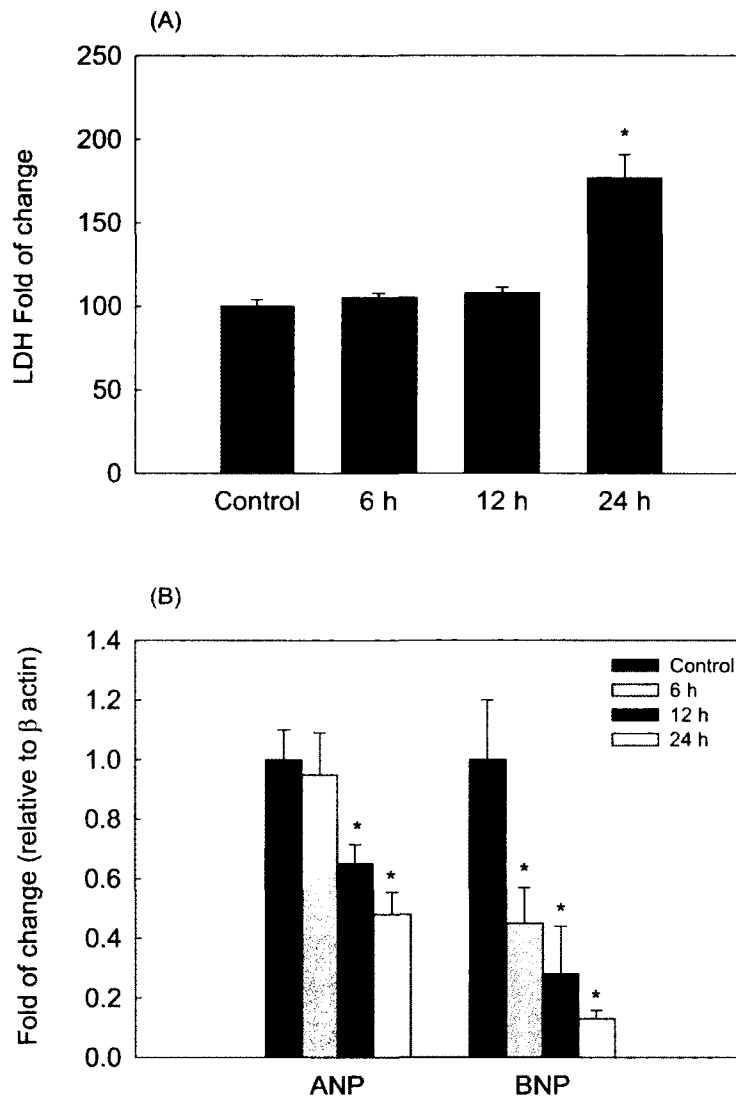 (A)
LDH Fold of change
250
200
150
100
50
0
*
Control 6 h 12 h 24 h
(B)
Fold of change (relative to β actin)
1.4
1.2
1.0
0.8
0.6
0.4
0.2
0.0
Control
6 h
12 h
24 h
*
*
*
*
*
ANP BNP